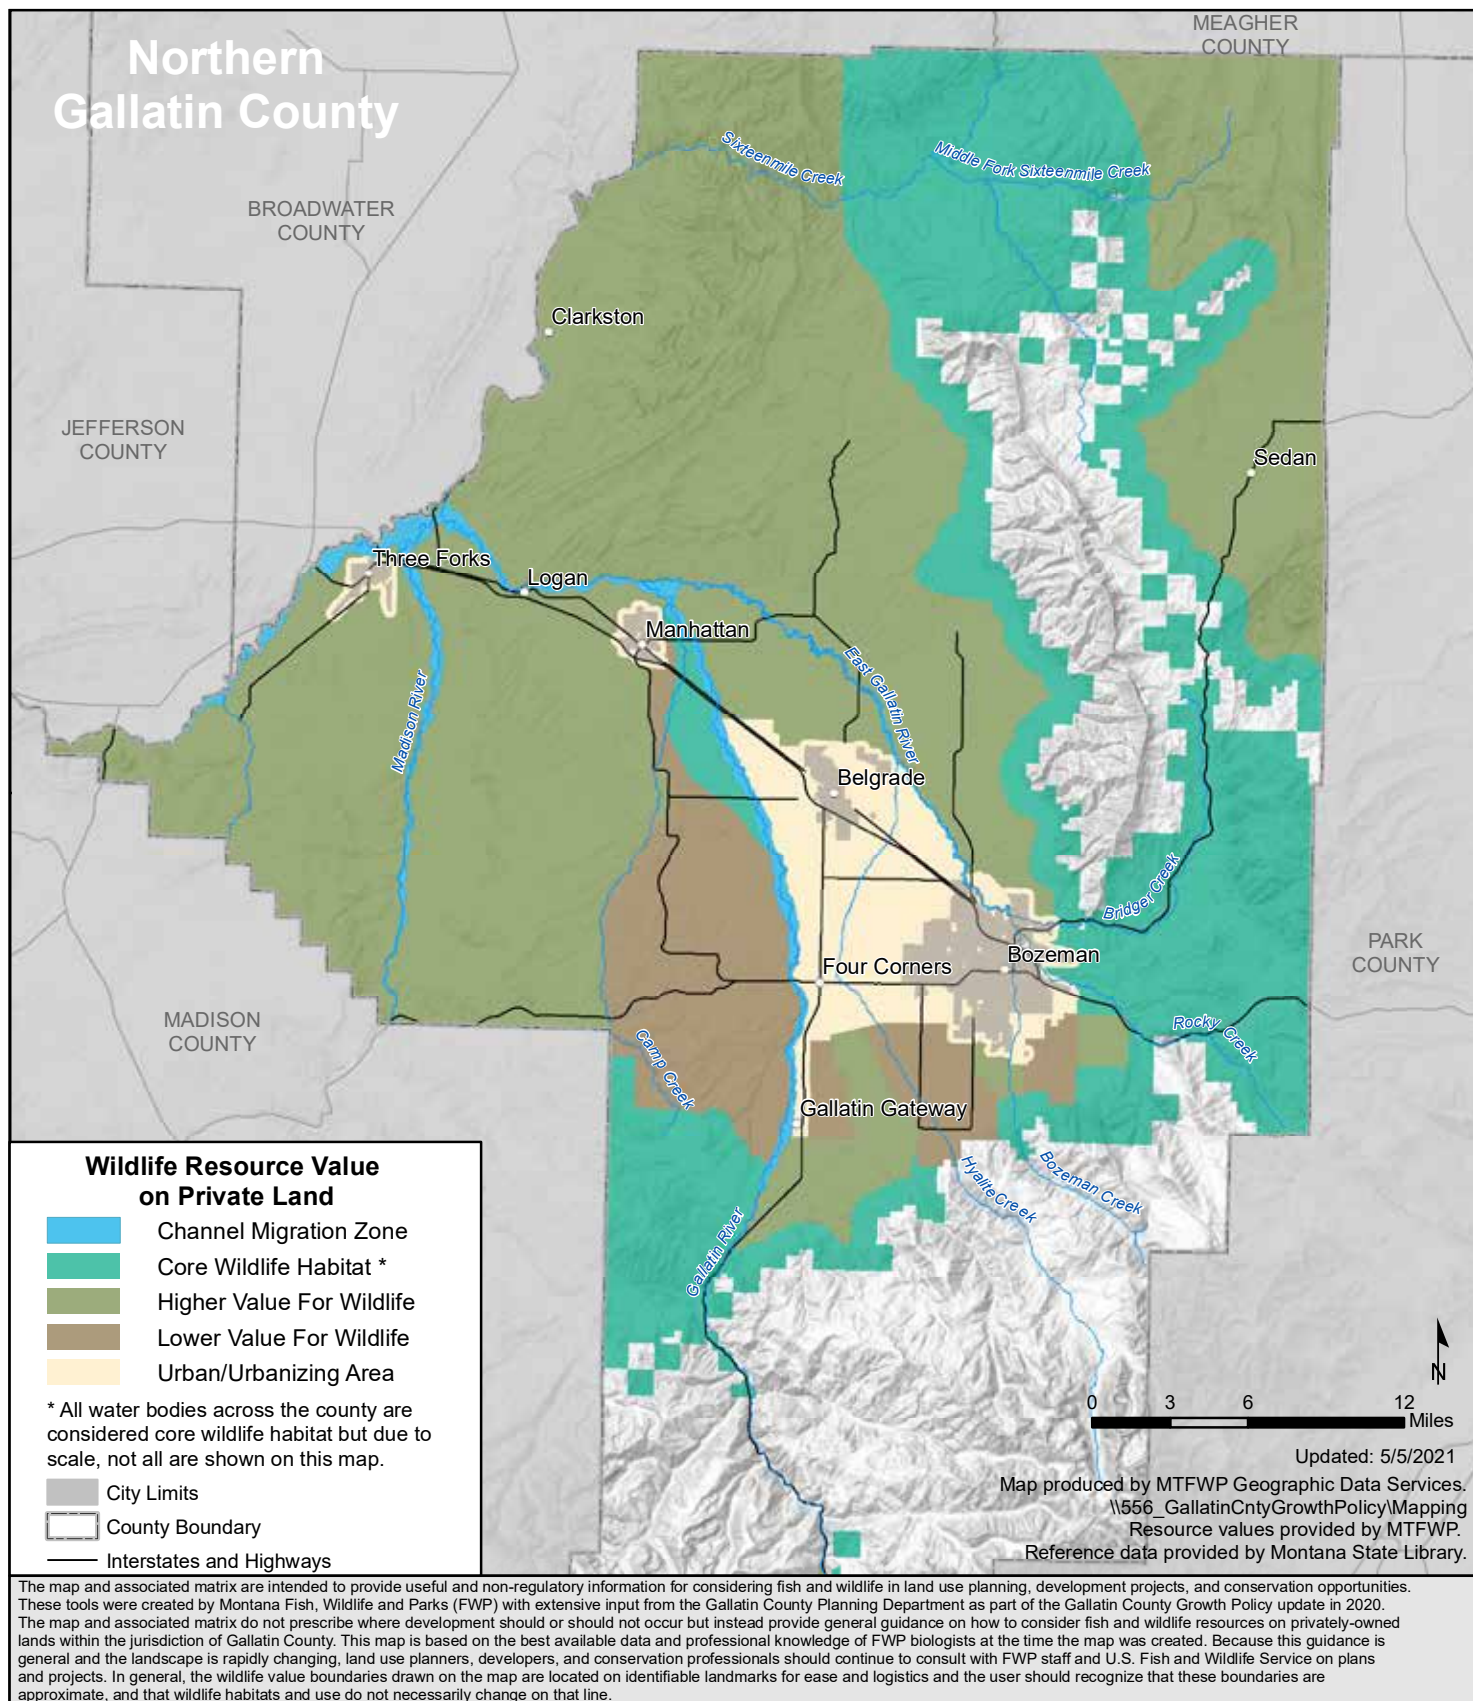 Northern
Gallatin County
MEAGHER
COUNTY
Sixteenmile Creek
Middle Fork Sixteenmile Creek
BROADWATER
COUNTY
Clarkston
JEFFERSON
COUNTY
Sedan
Three Forks
Logan
Manhattan
East Gallatin River
Madison River
Belgrade
Bridger Creek
Bozeman
Four Corners
PARK
COUNTY
MADISON
COUNTY
Rocky Creek
Camp Creek
Gallatin Gateway
Hyalite Creek
Bozeman Creek
Gallatin River
Wildlife Resource Value
on Private Land
Channel Migration Zone
Core Wildlife Habitat *
Higher Value For Wildlife
Lower Value For Wildlife
Urban/Urbanizing Area
* All water bodies across the county are
considered core wildlife habitat but due to
scale, not all are shown on this map.
City Limits
County Boundary
Interstates and Highways
N
0 3 6 12
Miles
Updated: 5/5/2021
Map produced by MTFWP Geographic Data Services.
\\556_GallatinCntyGrowthPolicy\Mapping
Resource values provided by MTFWP.
Reference data provided by Montana State Library.
The map and associated matrix are intended to provide useful and non-regulatory information for considering fish and wildlife in land use planning, development projects, and conservation opportunities.
These tools were created by Montana Fish, Wildlife and Parks (FWP) with extensive input from the Gallatin County Planning Department as part of the Gallatin County Growth Policy update in 2020.
The map and associated matrix do not prescribe where development should or should not occur but instead provide general guidance on how to consider fish and wildlife resources on privately-owned
lands within the jurisdiction of Gallatin County. This map is based on the best available data and professional knowledge of FWP biologists at the time the map was created. Because this guidance is
general and the landscape is rapidly changing, land use planners, developers, and conservation professionals should continue to consult with FWP staff and U.S. Fish and Wildlife Service on plans
and projects. In general, the wildlife value boundaries drawn on the map are located on identifiable landmarks for ease and logistics and the user should recognize that these boundaries are
approximate, and that wildlife habitats and use do not necessarily change on that line.